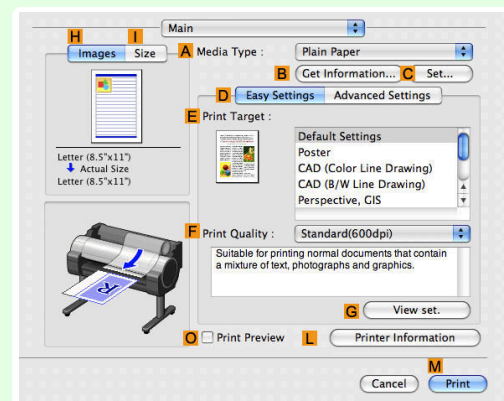 Main
H I
Images Size
A Media Type : Plain Paper
B Get Information... C Set...
D Easy Settings Advanced Settings
E Print Target :
Default Settings
Poster
CAD (Color Line Drawing)
CAD (B/W Line Drawing)
Perspective, GIS
Letter (8.5"x11")
Actual Size
Letter (8.5"x11")
F Print Quality : Standard(600dpi)
Suitable for printing normal documents that contain
a mixture of text, photographs and graphics.
G View set.
O Print Preview L Printer Information
M
Cancel Print